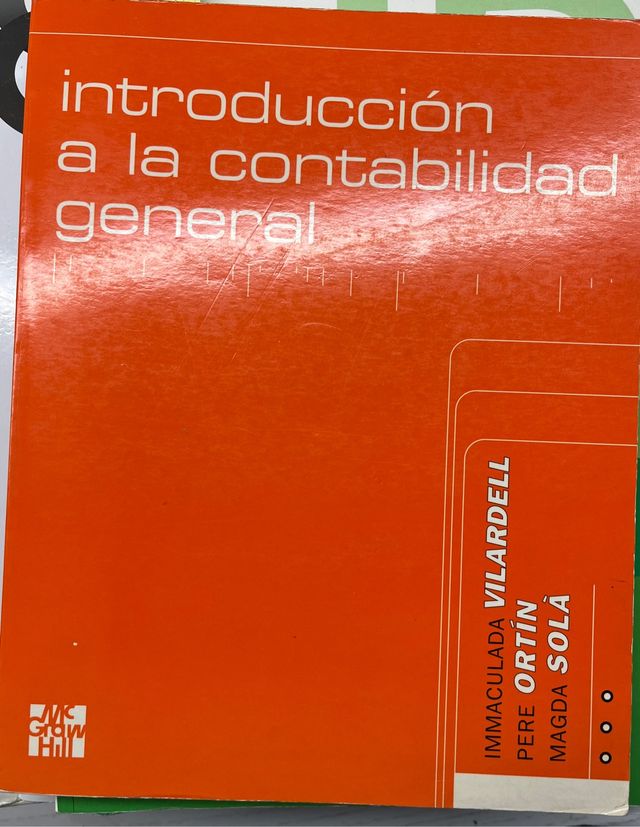 introducción
a la contabilidad
general
IMMACULADA VILARDELL
PERE ORTÍN
MAGDA SOLÀ
Mc
Graw
Hill